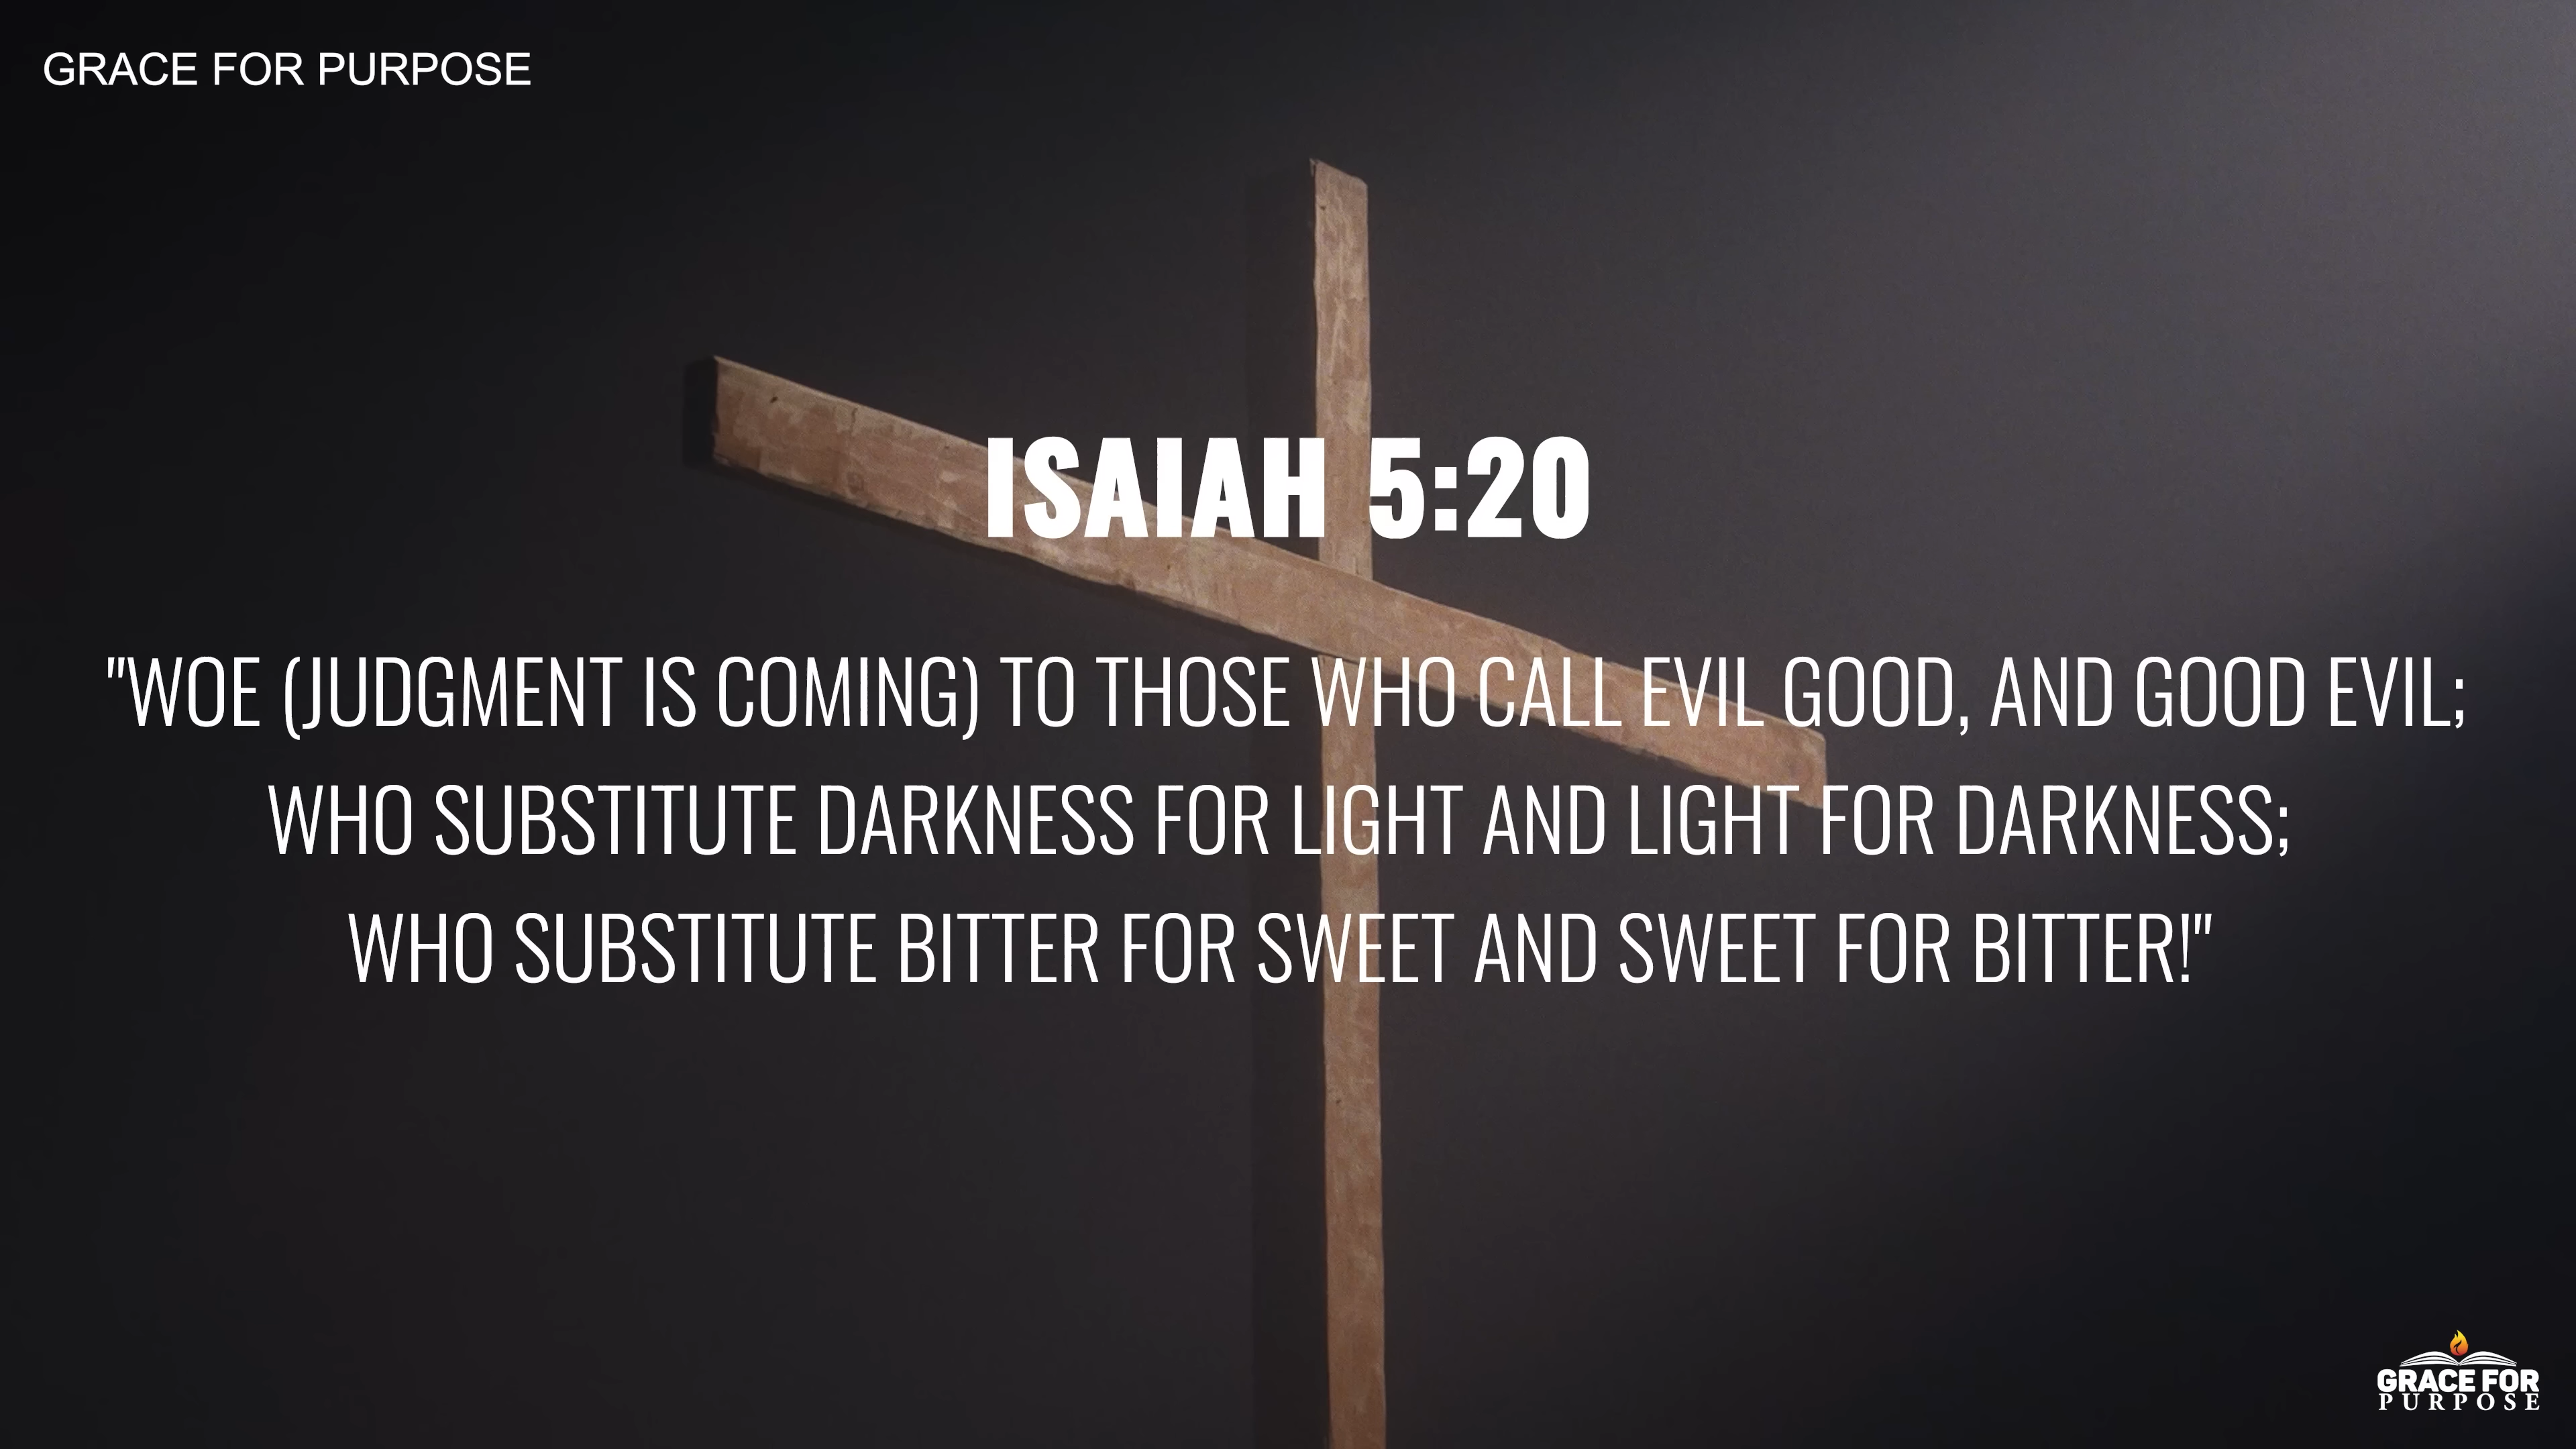 GRACE FOR PURPOSE
ISAIAH 5:20
"WOE (JUDGMENT IS COMING) TO THOSE WHO CALL EVIL GOOD, AND GOOD EVIL;
WHO SUBSTITUTE DARKNESS FOR LIGHT AND LIGHT FOR DARKNESS;
WHO SUBSTITUTE BITTER FOR SWEET AND SWEET FOR BITTER!"
GRACE FOR
PURPOSE